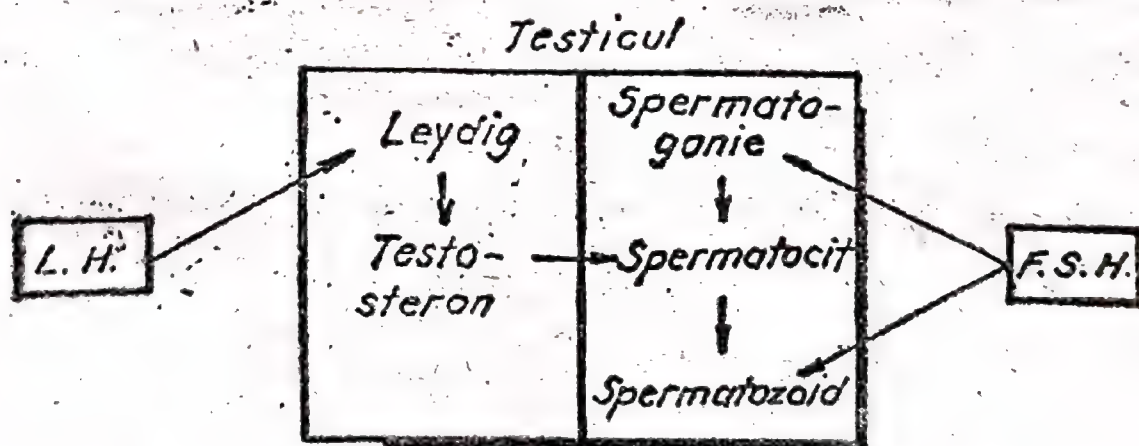 Testicul
Leydig
Spermato-
gonie
L. H.
Testo-
steron
Spermatocit
F. S. H.
Spermatozoid